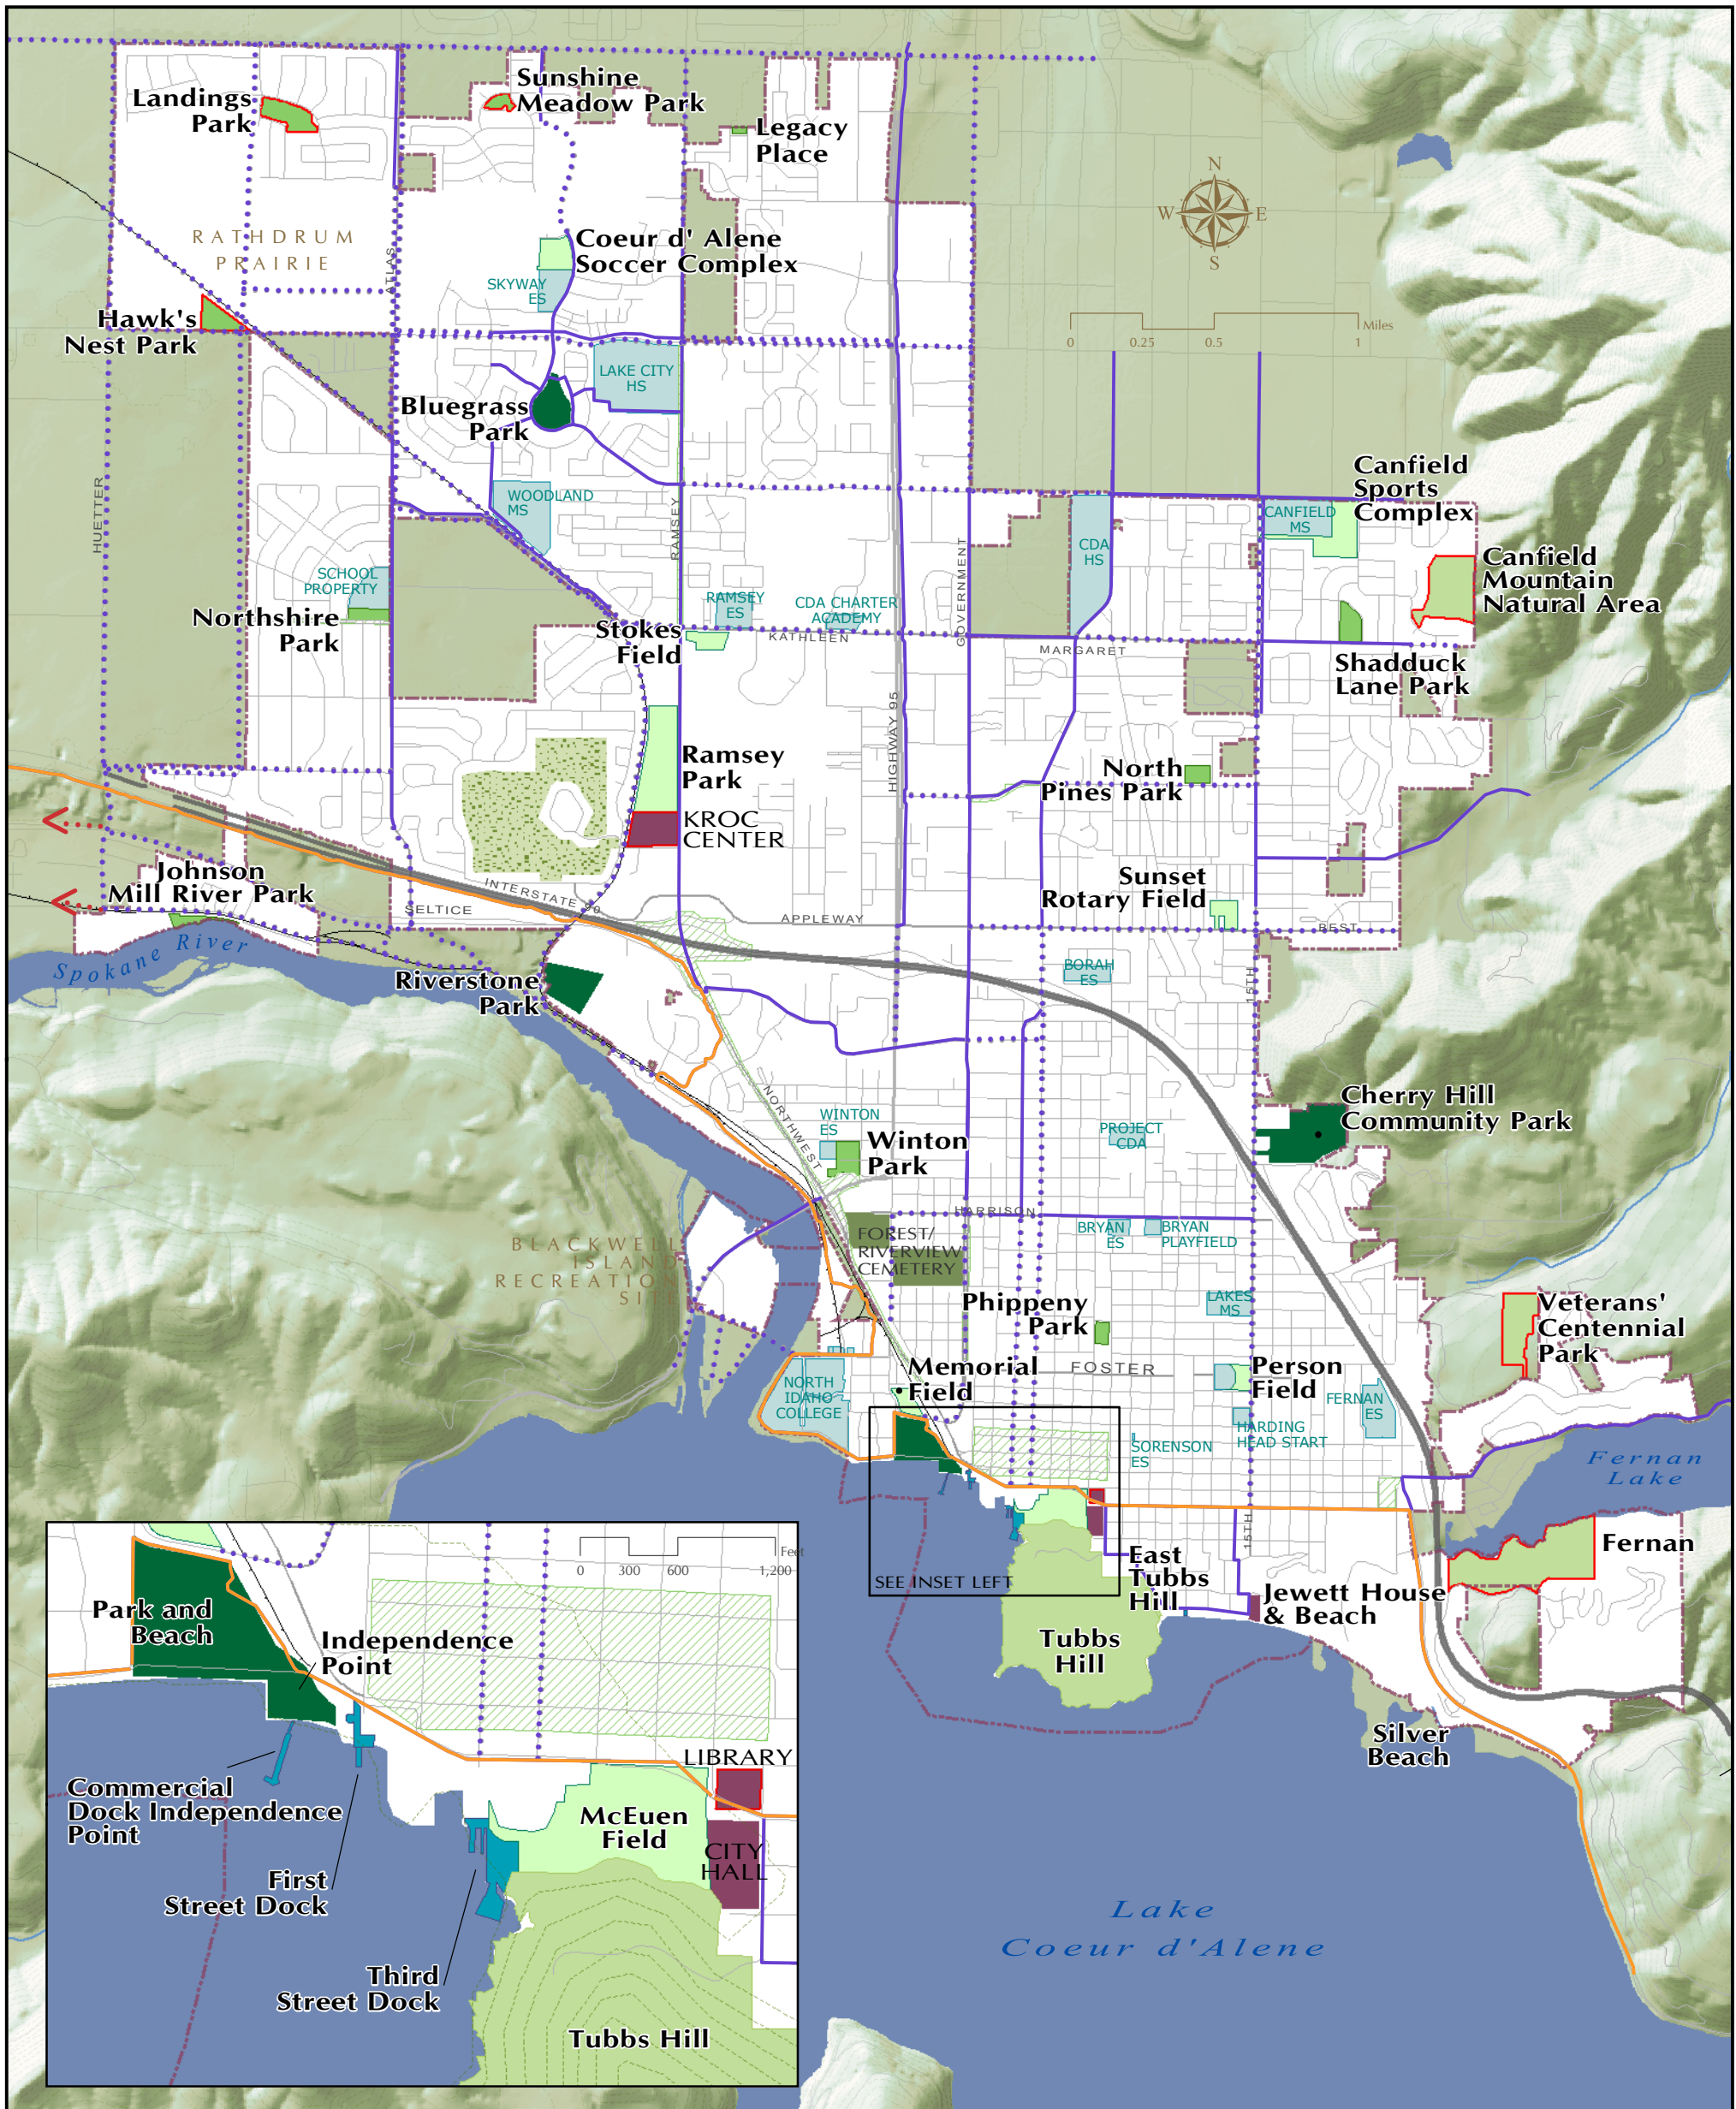 Landings
Park
Sunshine
Meadow Park
Legacy
Place
N
W
E
S
RATHDRUM
PRAIRIE
ATLAS
Coeur d' Alene
Soccer Complex
SKYWAY
ES
Hawk's
Nest Park
Miles
0
0.25
0.5
1
LAKE CITY
HS
Bluegrass
Park
HUETTER
WOODLAND
MS
RAMSEY
GOVERNMENT
CDA
HS
CANFIELD
MS
Canfield
Sports
Complex
Canfield
Mountain
Natural Area
SCHOOL
PROPERTY
Northshire
Park
Stokes
Field
RAMSEY
ES
CDA CHARTER
ACADEMY
KATHLEEN
MARGARET
Shadduck
Lane Park
HIGHWAY 95
Ramsey
Park
KROC
CENTER
North
Pines Park
Johnson
Mill River Park
INTERSTATE 90
SELTICE
APPLEWAY
Sunset
Rotary Field
BEST
Spokane River
Riverstone
Park
BORAH
ES
15TH
NORTHWEST
WINTON
ES
Winton
Park
PROJECT
CDA
Cherry Hill
Community Park
HARRISON
BRYAN
ES
BRYAN
PLAYFIELD
FOREST/
RIVERVIEW
CEMETERY
BLACKWELL
ISLAND
RECREATION
SITE
LAKES
MS
Phippeny
Park
Veterans'
Centennial
Park
Memorial
Field
FOSTER
Person
Field
NORTH
IDAHO
COLLEGE
FERNAN
ES
HARDING
HEAD START
SORENSON
ES
Fernan
Lake
15TH
SEE INSET LEFT
East
Tubbs
Hill
Jewett House
& Beach
Fernan
Tubbs
Hill
Silver
Beach
Lake
Coeur d'Alene
Feet
0
300
600
1,200
Park and
Beach
Independence
Point
LIBRARY
Commercial
Dock Independence
Point
McEuen
Field
CITY
HALL
First
Street Dock
Third
Street Dock
Tubbs Hill